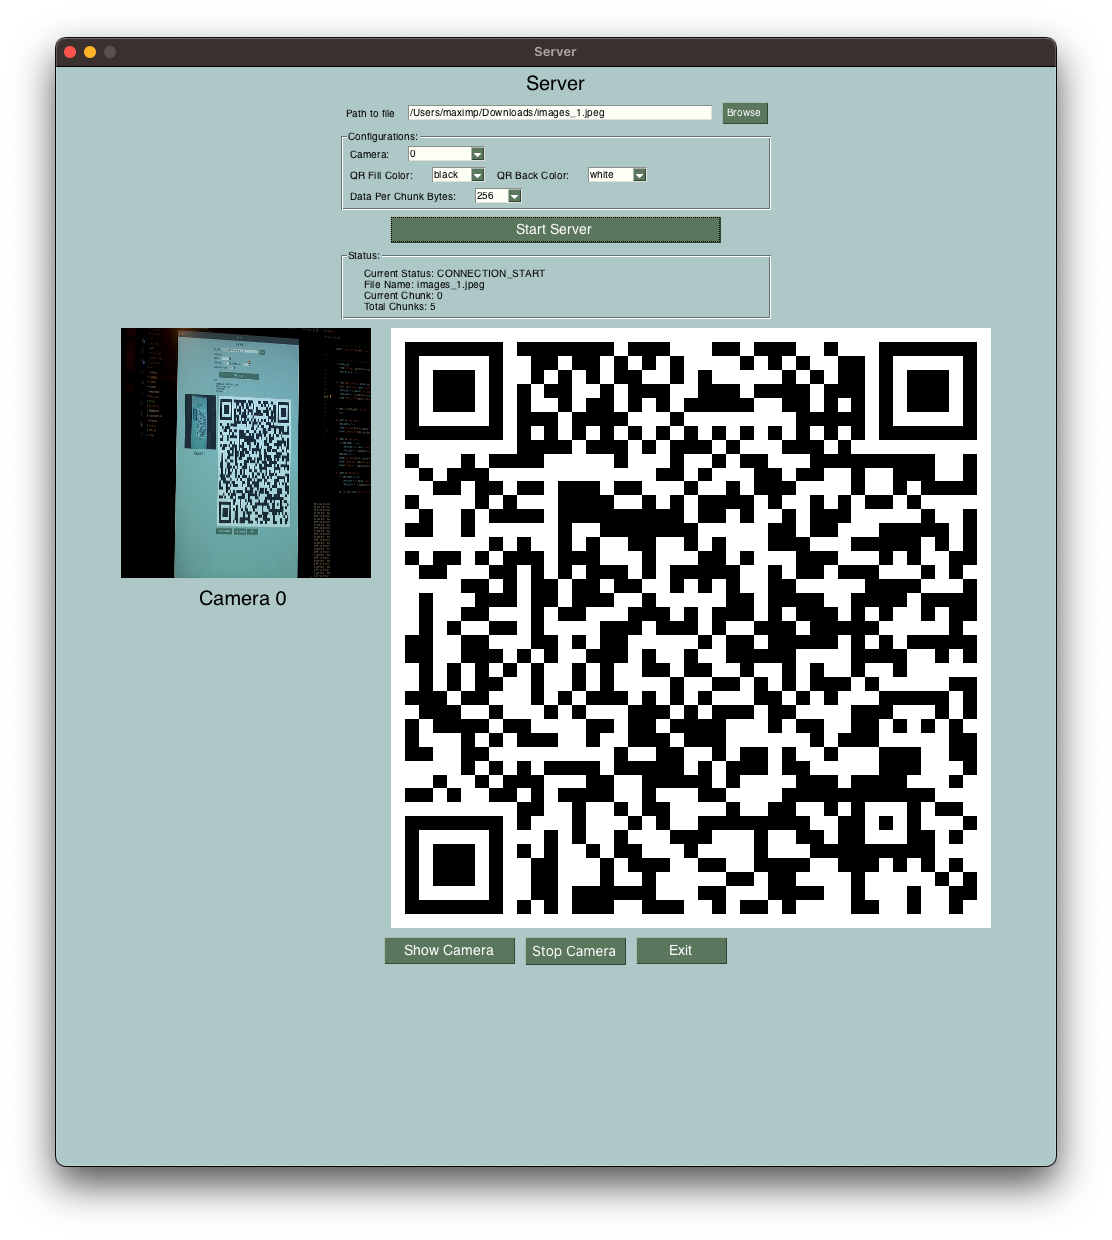 Server
Server
Path to file /Users/maximp/Downloads/images_1.jpeg Browse
Configurations:
Camera: 0
QR Fill Color: black QR Back Color: white
Data Per Chunk Bytes: 256
Start Server
Status:
Current Status: CONNECTION_START
File Name: images_1.jpeg
Current Chunk: 0
Total Chunks: 5
Camera 0
Show Camera Stop Camera Exit